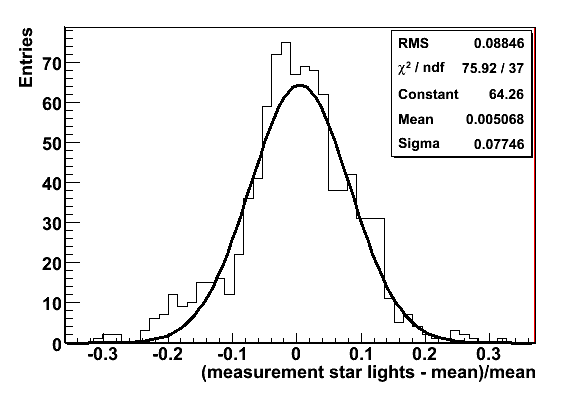 Entries
RMS 0.08846
χ² / ndf 75.92 / 37
Constant 64.26
Mean 0.005068
Sigma 0.07746
70
60
50
40
30
20
10
0
-0.3 -0.2 -0.1 0 0.1 0.2 0.3
(measurement star lights - mean)/mean